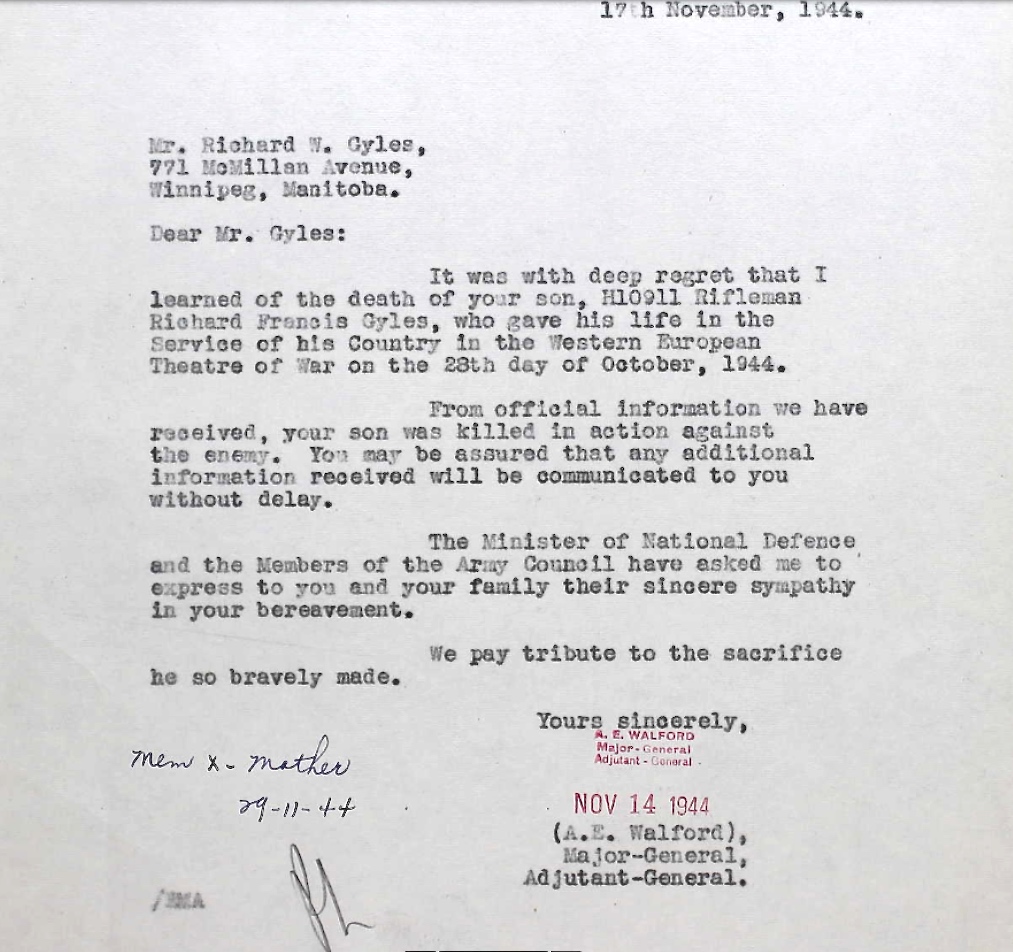 17th November, 1944.
Mr. Richard W. Gyles,
771 McMillan Avenue,
Winnipeg, Manitoba.
Dear Mr. Gyles:
It was with deep regret that I
learned of the death of your son, H10911 Rifleman
Richard Francis Gyles, who gave his life in the
Service of his Country in the Western European
Theatre of War on the 28th day of October, 1944.
From official information we have
received, your son was killed in action against
the enemy. You may be assured that any additional
information received will be communicated to you
without delay.
The Minister of National Defence
and the Members of the Army Council have asked me to
express to you and your family their sincere sympathy
in your bereavement.
We pay tribute to the sacrifice
he so bravely made.
Yours sincerely,
A. E. WALFORD
Major-General
Adjutant-General
Mem X - Mother
29-11-44
NOV 14 1944
(A.E. Walford),
Major-General,
Adjutant-General.